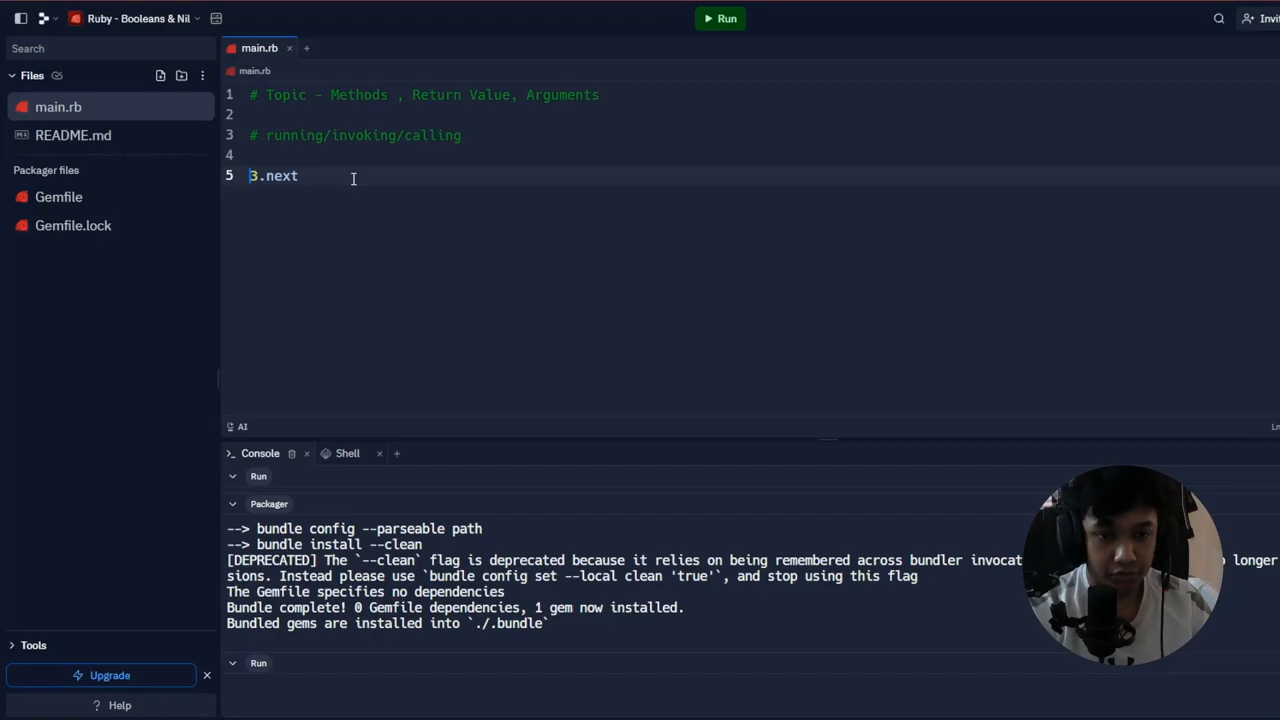 Ruby - Booleans & Nil
Run
Invi
Search
main.rb
Files
main.rb
main.rb
README.md
Packager files
Gemfile
Gemfile.lock
1 # Topic - Methods , Return Value, Arguments
2
3 # running/invoking/calling
4
5 3.next
AI
Ln
Console
Shell
Run
Packager
--> bundle config --parseable path
--> bundle install --clean
[DEPRECATED] The `--clean` flag is deprecated because it relies on being remembered across bundler invocat
longer
sions. Instead please use `bundle config set --local clean 'true'`, and stop using this flag
The Gemfile specifies no dependencies
Bundle complete! 0 Gemfile dependencies, 1 gem now installed.
Bundled gems are installed into `./.bundle`
Run
Tools
Upgrade
? Help